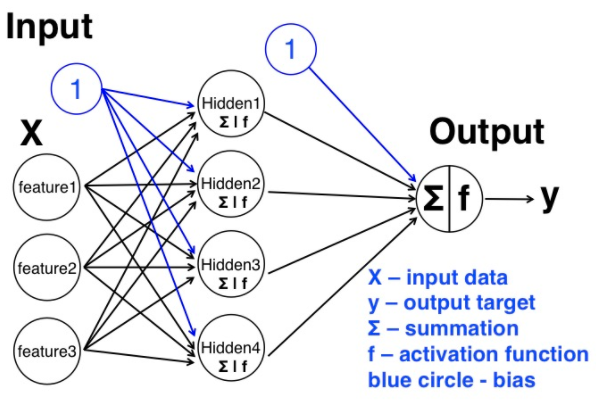 Input
1
1
Hidden1
Σ | f
X
Output
feature1
Hidden2
Σ | f
Σ f
y
feature2
Hidden3
Σ | f
X – input data
y – output target
Σ – summation
feature3
Hidden4
Σ | f
f – activation function
blue circle - bias